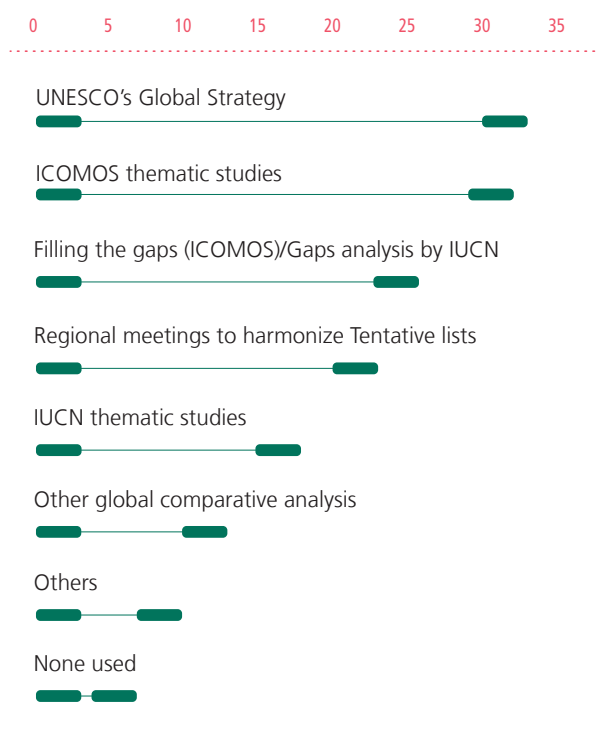 0 5 10 15 20 25 30 35
UNESCO's Global Strategy
ICOMOS thematic studies
Filling the gaps (ICOMOS)/Gaps analysis by IUCN
Regional meetings to harmonize Tentative lists
IUCN thematic studies
Other global comparative analysis
Others
None used